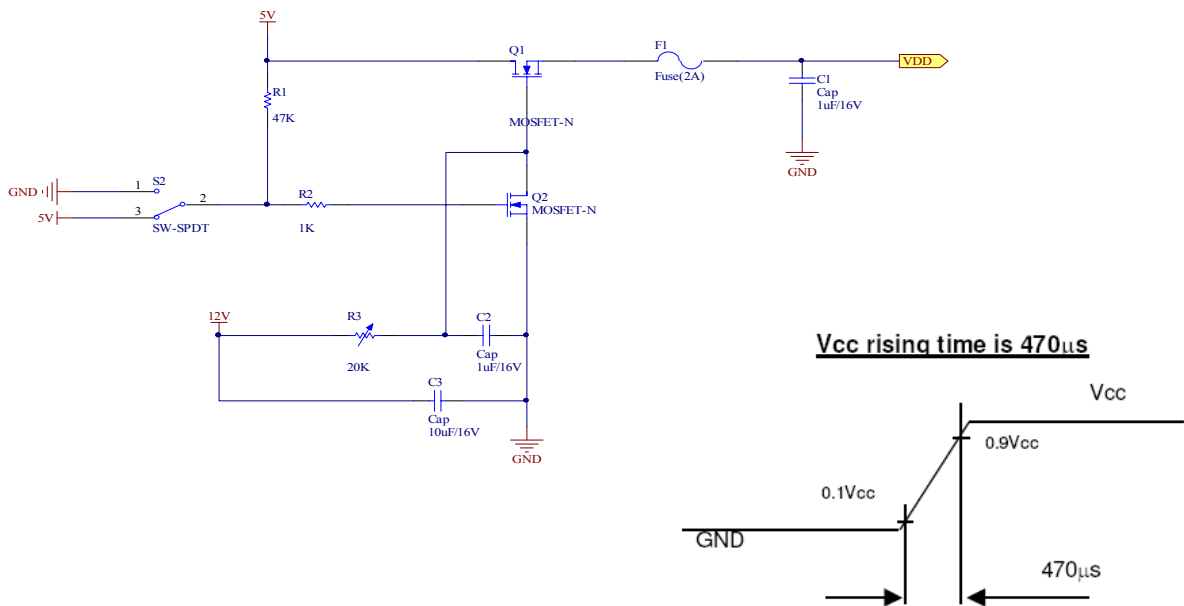 5V
Q1
F1
Fuse(2A)
VDD
C1
Cap
1uF/16V
R1
47K
MOSFET-N
GND
GND
1
S2
2
R2
Q2
MOSFET-N
5V
3
SW-SPDT
1K
12V
R3
C2
Cap
1uF/16V
20K
C3
Cap
10uF/16V
GND
Vcc rising time is 470μs
Vcc
0.9Vcc
0.1Vcc
GND
470μs